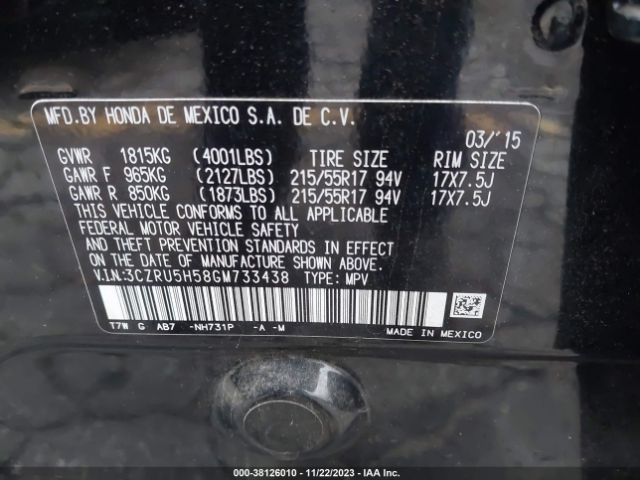 MFD.BY HONDA DE MEXICO S.A. DE C.V.
03/'15
GVWR 1815KG (4001LBS) TIRE SIZE RIM SIZE
GAWR F 965KG (2127LBS) 215/55R17 94V 17X7.5J
GAWR R 850KG (1873LBS) 215/55R17 94V 17X7.5J
THIS VEHICLE CONFORMS TO ALL APPLICABLE
FEDERAL MOTOR VEHICLE SAFETY
AND THEFT PREVENTION STANDARDS IN EFFECT
ON THE DATE OF MANUFACTURE SHOWN ABOVE.
V.I.N:3CZRU5H58GM733438 TYPE: MPV
T7W G AB7 -NH731P -A -M
MADE IN MEXICO
000-38126010 - 11/22/2023 - IAA Inc.